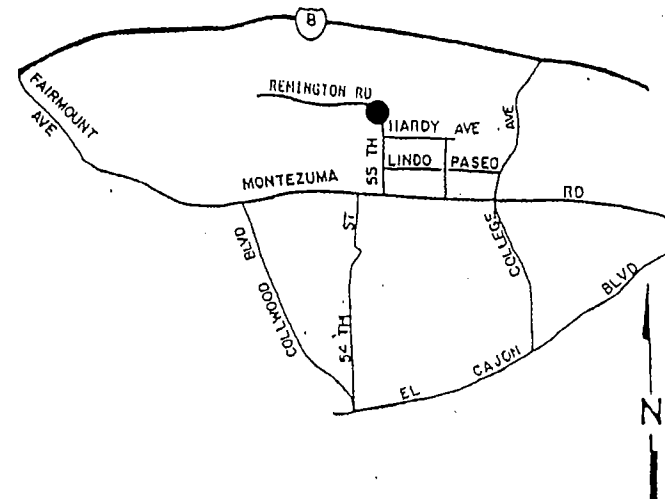 8
FAIRMOUNT
AVE
REMINGTON RD
HARDY AVE
LINDO PASEO
55 TH
AVE
MONTEZUMA
RD
COLLWOOD BLVD
ST
54 TH
COLLEGE
EL CAJON BLVD
N